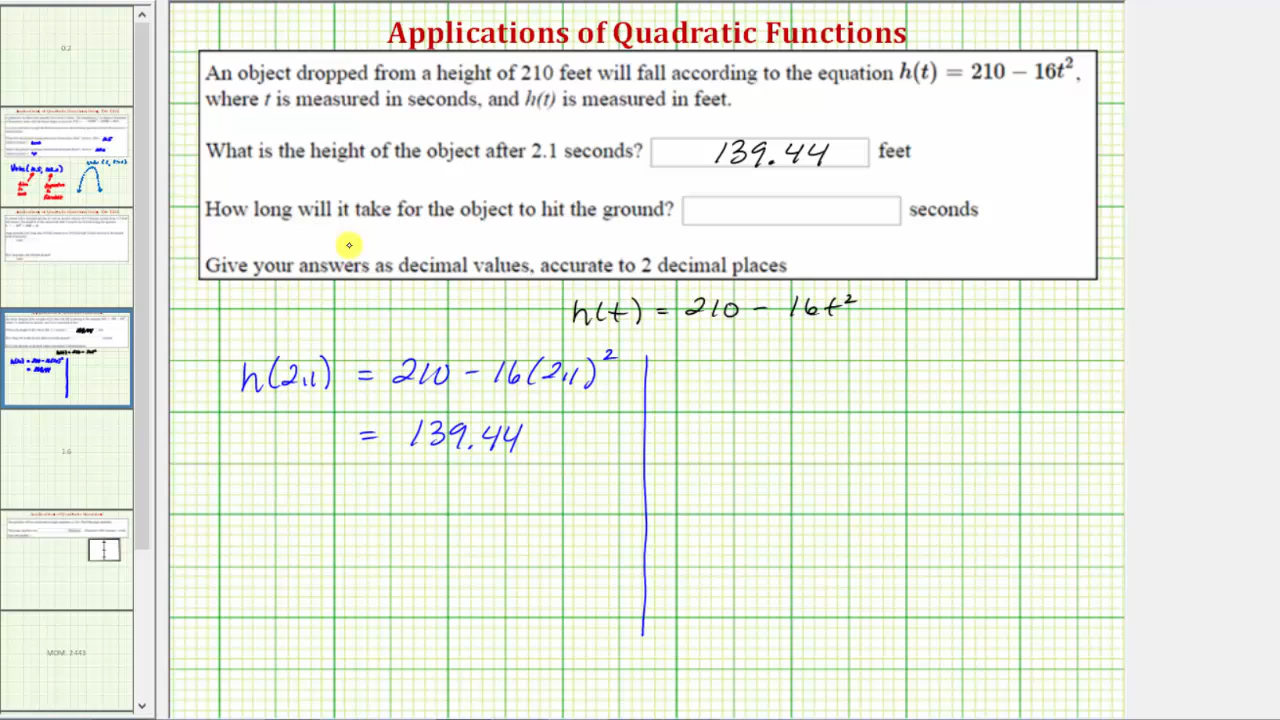 Applications of Quadratic Functions
An object dropped from a height of 210 feet will fall according to the equation h(t) = 210 − 16t²,
where t is measured in seconds, and h(t) is measured in feet.
What is the height of the object after 2.1 seconds? 139.44 feet
How long will it take for the object to hit the ground? seconds
Give your answers as decimal values, accurate to 2 decimal places
h(t) = 210 − 16t²
h(2.1) = 210 − 16(2.1)²
= 139.44